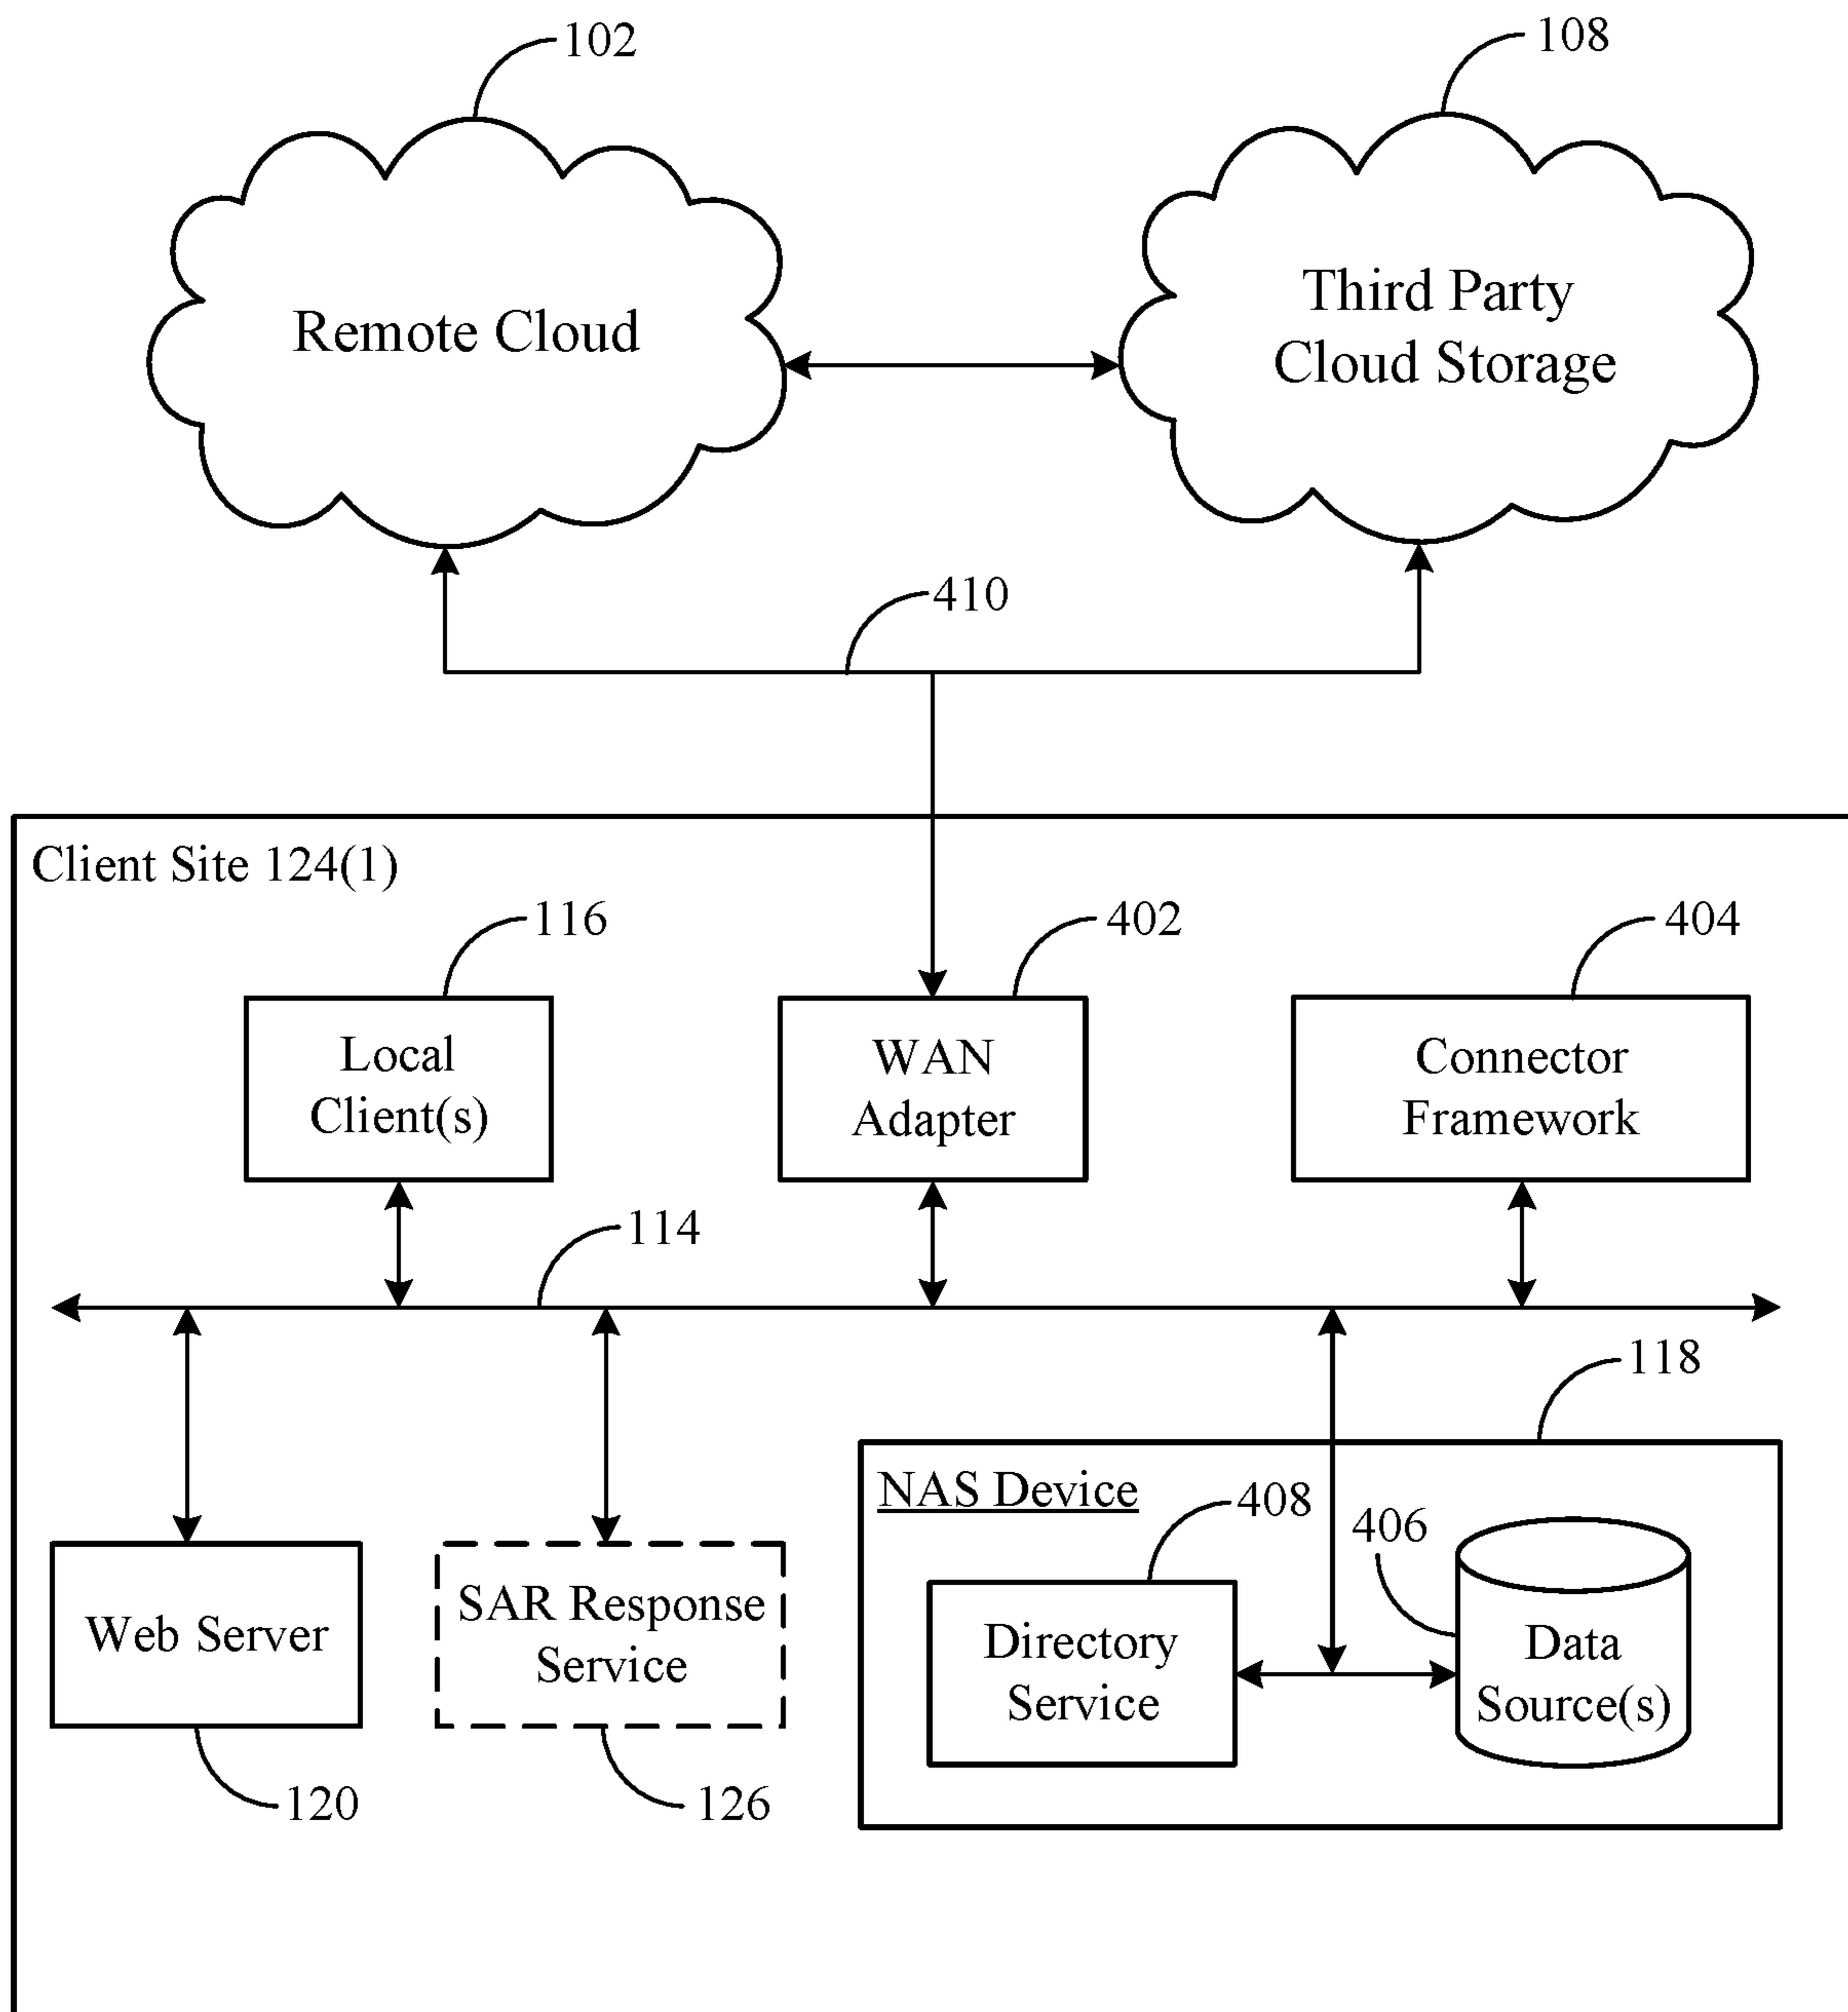 102
108
Remote Cloud
Third Party
Cloud Storage
410
Client Site 124(1)
116
402
404
Local
Client(s)
WAN
Adapter
Connector
Framework
114
118
NAS Device
408
406
Web Server
SAR Response
Service
Directory
Service
Data
Source(s)
120
126